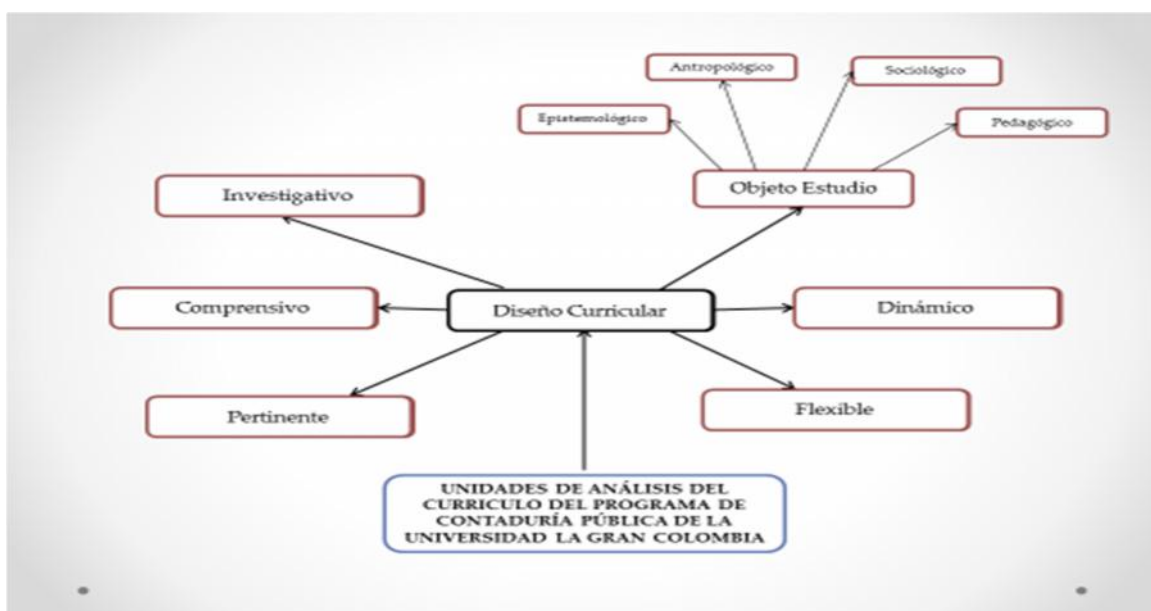 Antropológico
Sociológico
Epistemológico
Pedagógico
Investigativo
Objeto Estudio
Comprensivo
Diseño Curricular
Dinámico
Pertinente
Flexible
UNIDADES DE ANÁLISIS DEL
CURRICULO DEL PROGRAMA DE
CONTADURÍA PÚBLICA DE LA
UNIVERSIDAD LA GRAN COLOMBIA